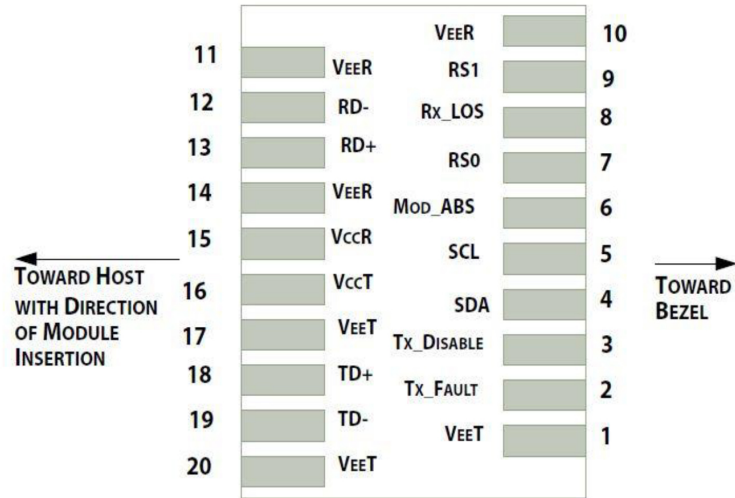 VEER 10
11 VEER
RS1 9
12 RD-
RX_LOS 8
13 RD+
RS0 7
14 VEER
MOD_ABS 6
15 VCCR
SCL 5
TOWARD HOST
WITH DIRECTION
OF MODULE
INSERTION
16 VCCT
SDA 4
TOWARD
BEZEL
17 VEET
TX_DISABLE 3
18 TD+
TX_FAULT 2
19 TD-
VEET 1
20 VEET